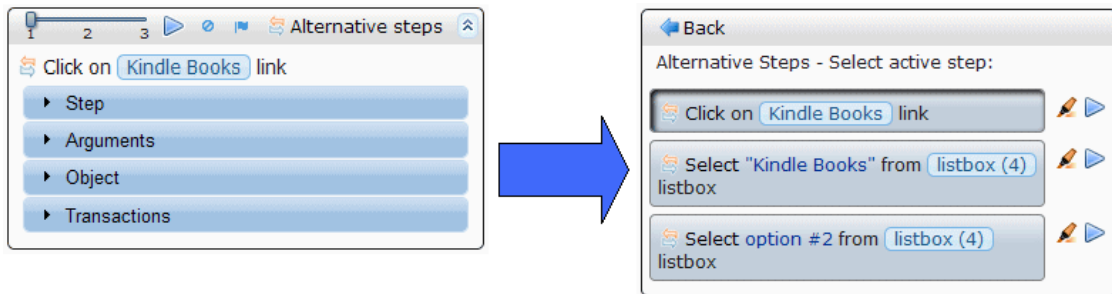 1 2 3 Alternative steps
Click on Kindle Books link
Step
Arguments
Object
Transactions
Back
Alternative Steps - Select active step:
Click on Kindle Books link
Select "Kindle Books" from listbox (4)
listbox
Select option #2 from listbox (4)
listbox